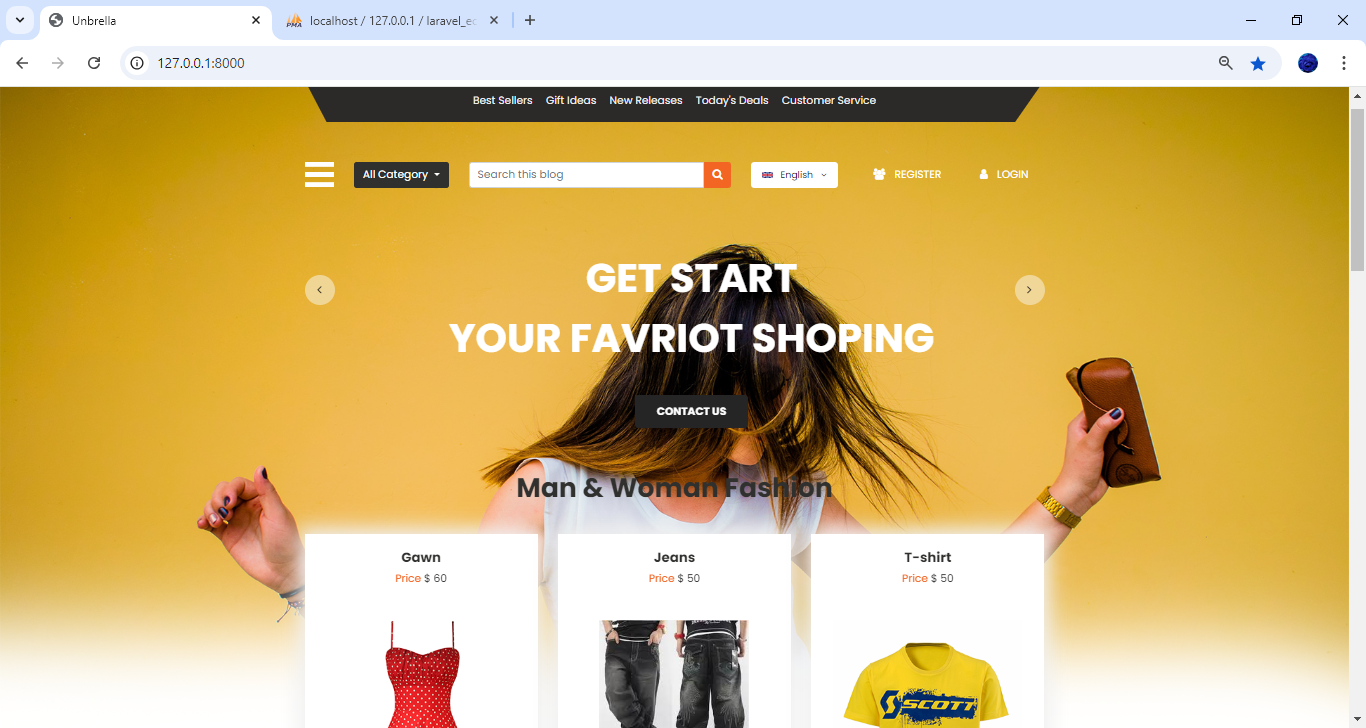 Unbrella
localhost / 127.0.0.1 / laravel_ec
127.0.0.1:8000
Best Sellers Gift Ideas New Releases Today's Deals Customer Service
All Category Search this blog English REGISTER LOGIN
GET START
YOUR FAVRIOT SHOPING
CONTACT US
Man & Woman Fashion
Gawn Jeans T-shirt
Price $ 60 Price $ 50 Price $ 50
SCOTT